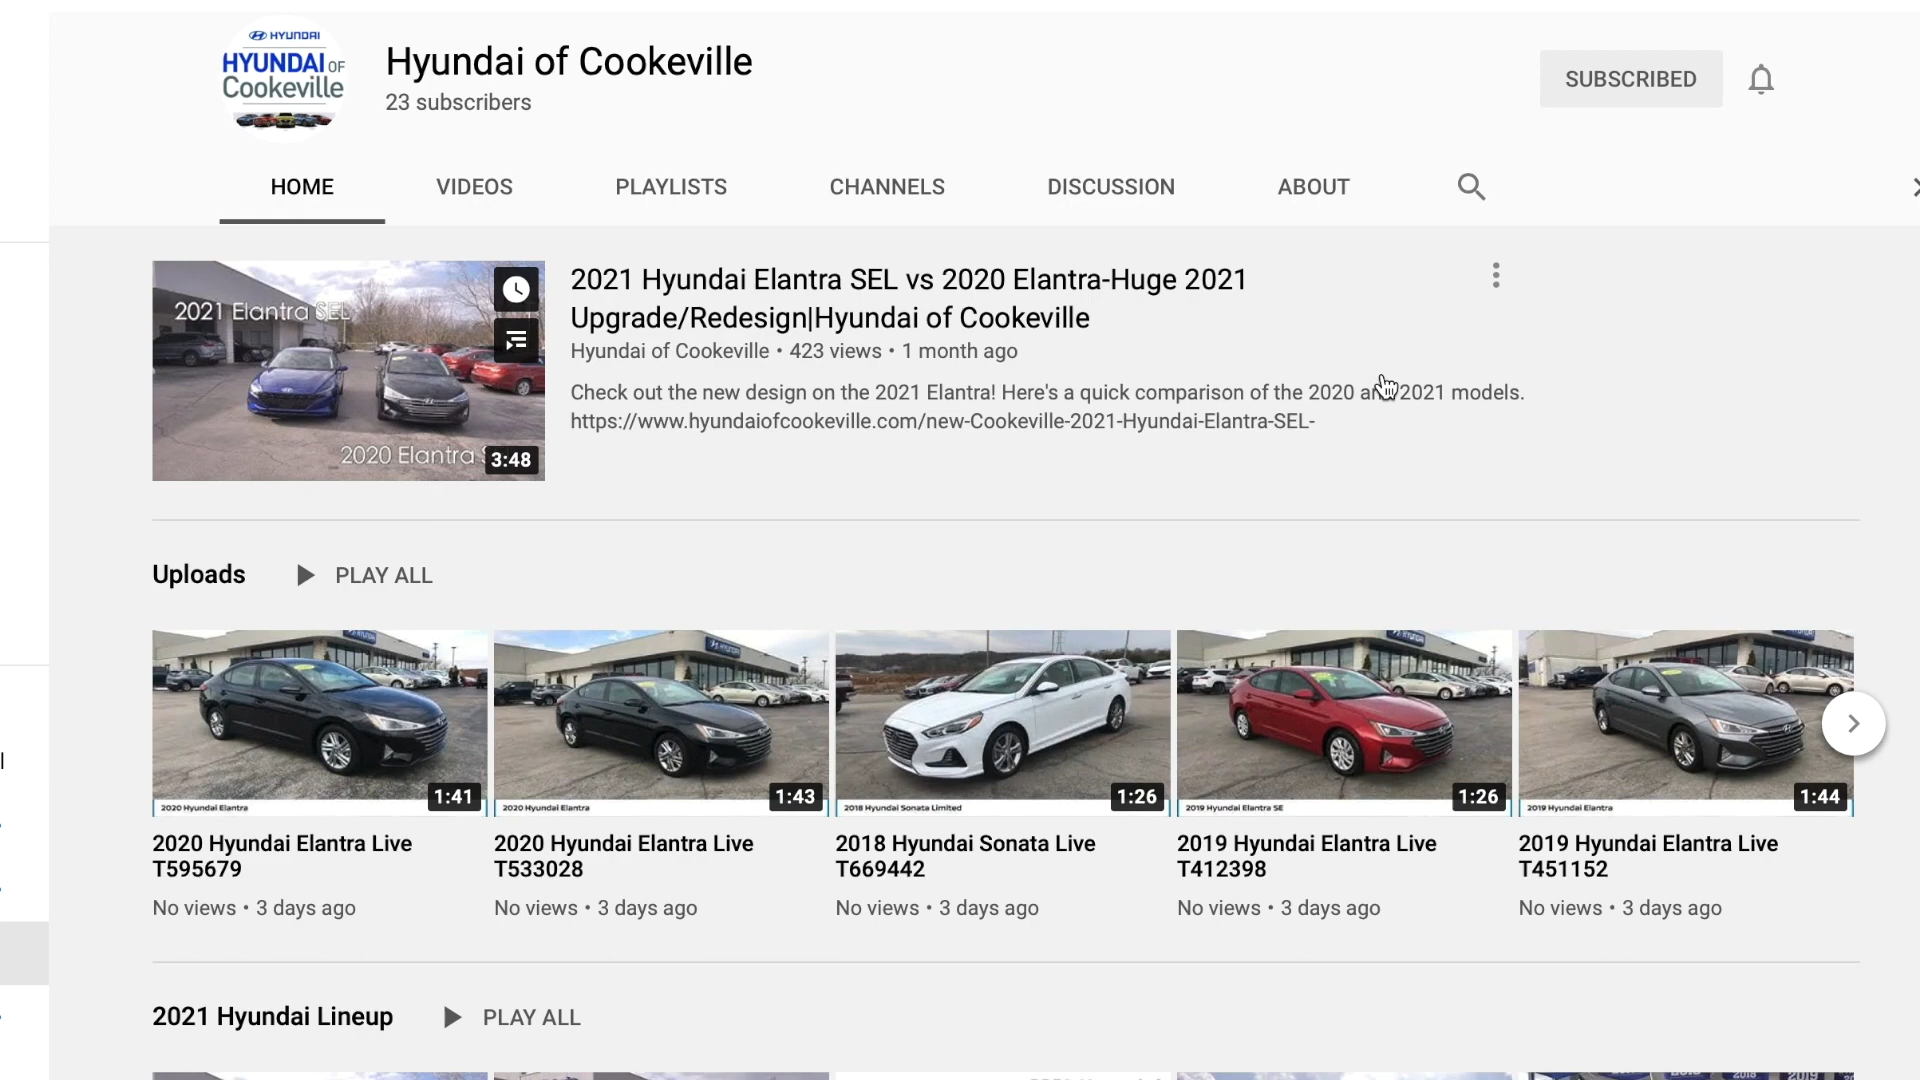 HYUNDAI
HYUNDAI OF
Cookeville
Hyundai of Cookeville
23 subscribers
SUBSCRIBED
HOME
VIDEOS
PLAYLISTS
CHANNELS
DISCUSSION
ABOUT
2021 Elantra SEL
2020 Elantra
3:48
2021 Hyundai Elantra SEL vs 2020 Elantra-Huge 2021
Upgrade/Redesign|Hyundai of Cookeville
Hyundai of Cookeville • 423 views • 1 month ago
Check out the new design on the 2021 Elantra! Here's a quick comparison of the 2020 and 2021 models.
https://www.hyundaiofcookeville.com/new-Cookeville-2021-Hyundai-Elantra-SEL-
Uploads
PLAY ALL
2020 Hyundai Elantra
1:41
2020 Hyundai Elantra
1:43
2018 Hyundai Sonata Limited
1:26
2019 Hyundai Elantra SE
1:26
2019 Hyundai Elantra
1:44
2020 Hyundai Elantra Live
T595679
No views • 3 days ago
2020 Hyundai Elantra Live
T533028
No views • 3 days ago
2018 Hyundai Sonata Live
T669442
No views • 3 days ago
2019 Hyundai Elantra Live
T412398
No views • 3 days ago
2019 Hyundai Elantra Live
T451152
No views • 3 days ago
2021 Hyundai Lineup
PLAY ALL